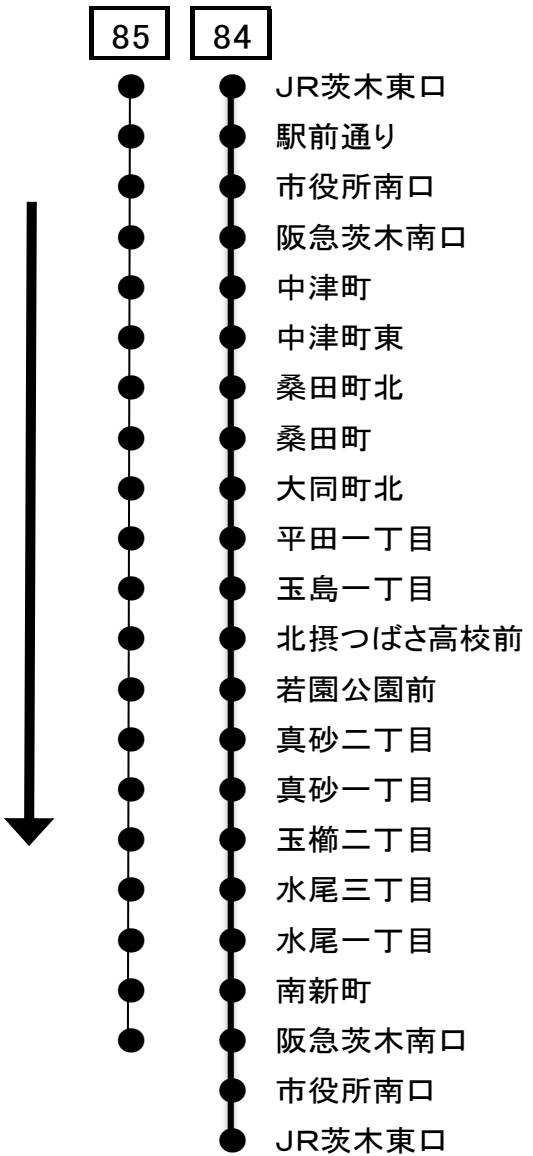 85 84
JR茨木東口
駅前通り
市役所南口
阪急茨木南口
中津町
中津町東
桑田町北
桑田町
大同町北
平田一丁目
玉島一丁目
北摂つばさ高校前
若園公園前
真砂二丁目
真砂一丁目
玉櫛二丁目
水尾三丁目
水尾一丁目
南新町
阪急茨木南口
市役所南口
JR茨木東口